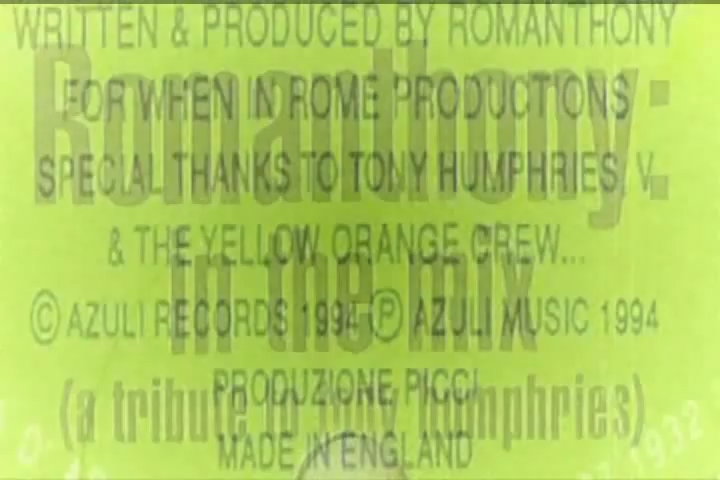 WRITTEN & PRODUCED BY ROMANTHONY
Romanthony:
FOR WHEN IN ROME PRODUCTIONS
SPECIAL THANKS TO TONY HUMPHRIES, V.
& THE YELLOW ORANGE CREW...
in the mix
© AZULI RECORDS 1994 ℗ AZULI MUSIC 1994
PRODUZIONE PICCI
(a tribute to tony humphries)
MADE IN ENGLAND
1932